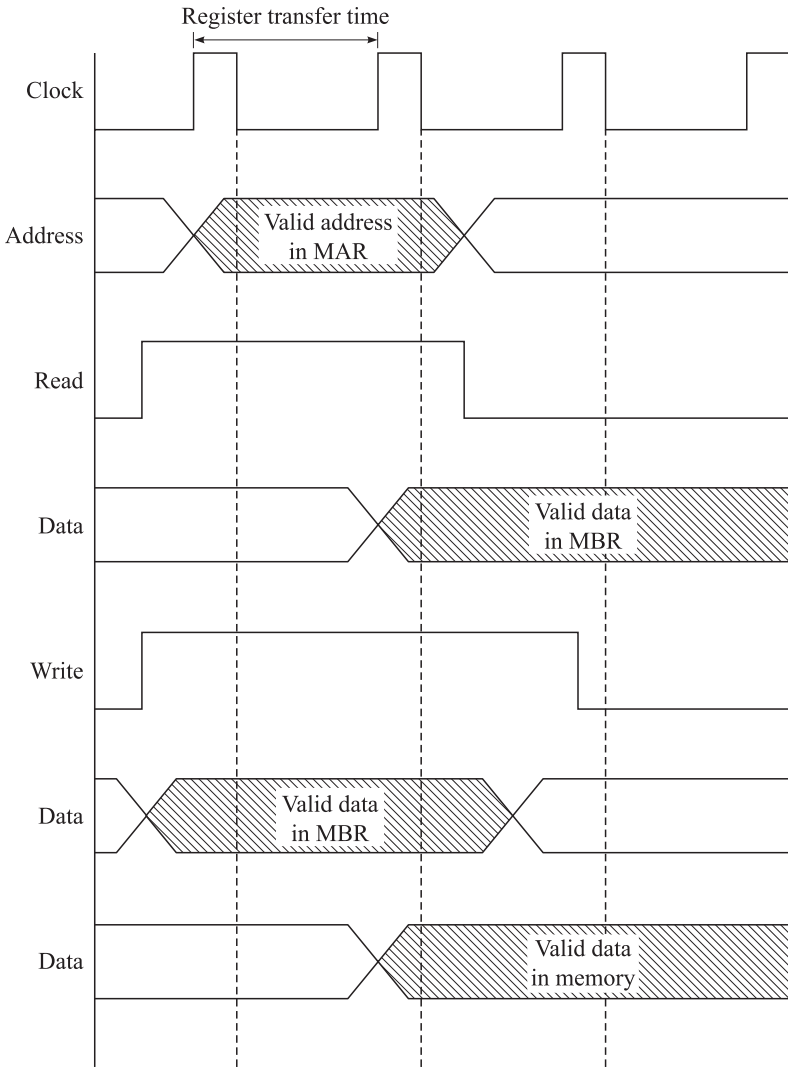 Register transfer time
Clock
Address
Valid address
in MAR
Read
Data
Valid data
in MBR
Write
Data
Valid data
in MBR
Data
Valid data
in memory